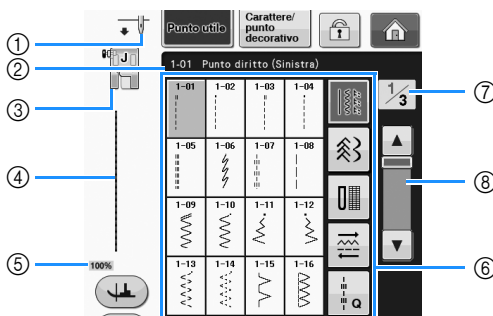 Punto utile
Carattere/
punto
decorativo
① ② ③ ④ ⑤ ⑥ ⑦ ⑧
J
1-01 Punto diritto (Sinistra)
1-01 1-02 1-03 1-04
1/3
1-05 1-06 1-07 1-08
1-09 1-10 1-11 1-12
100%
1-13 1-14 1-15 1-16
Q